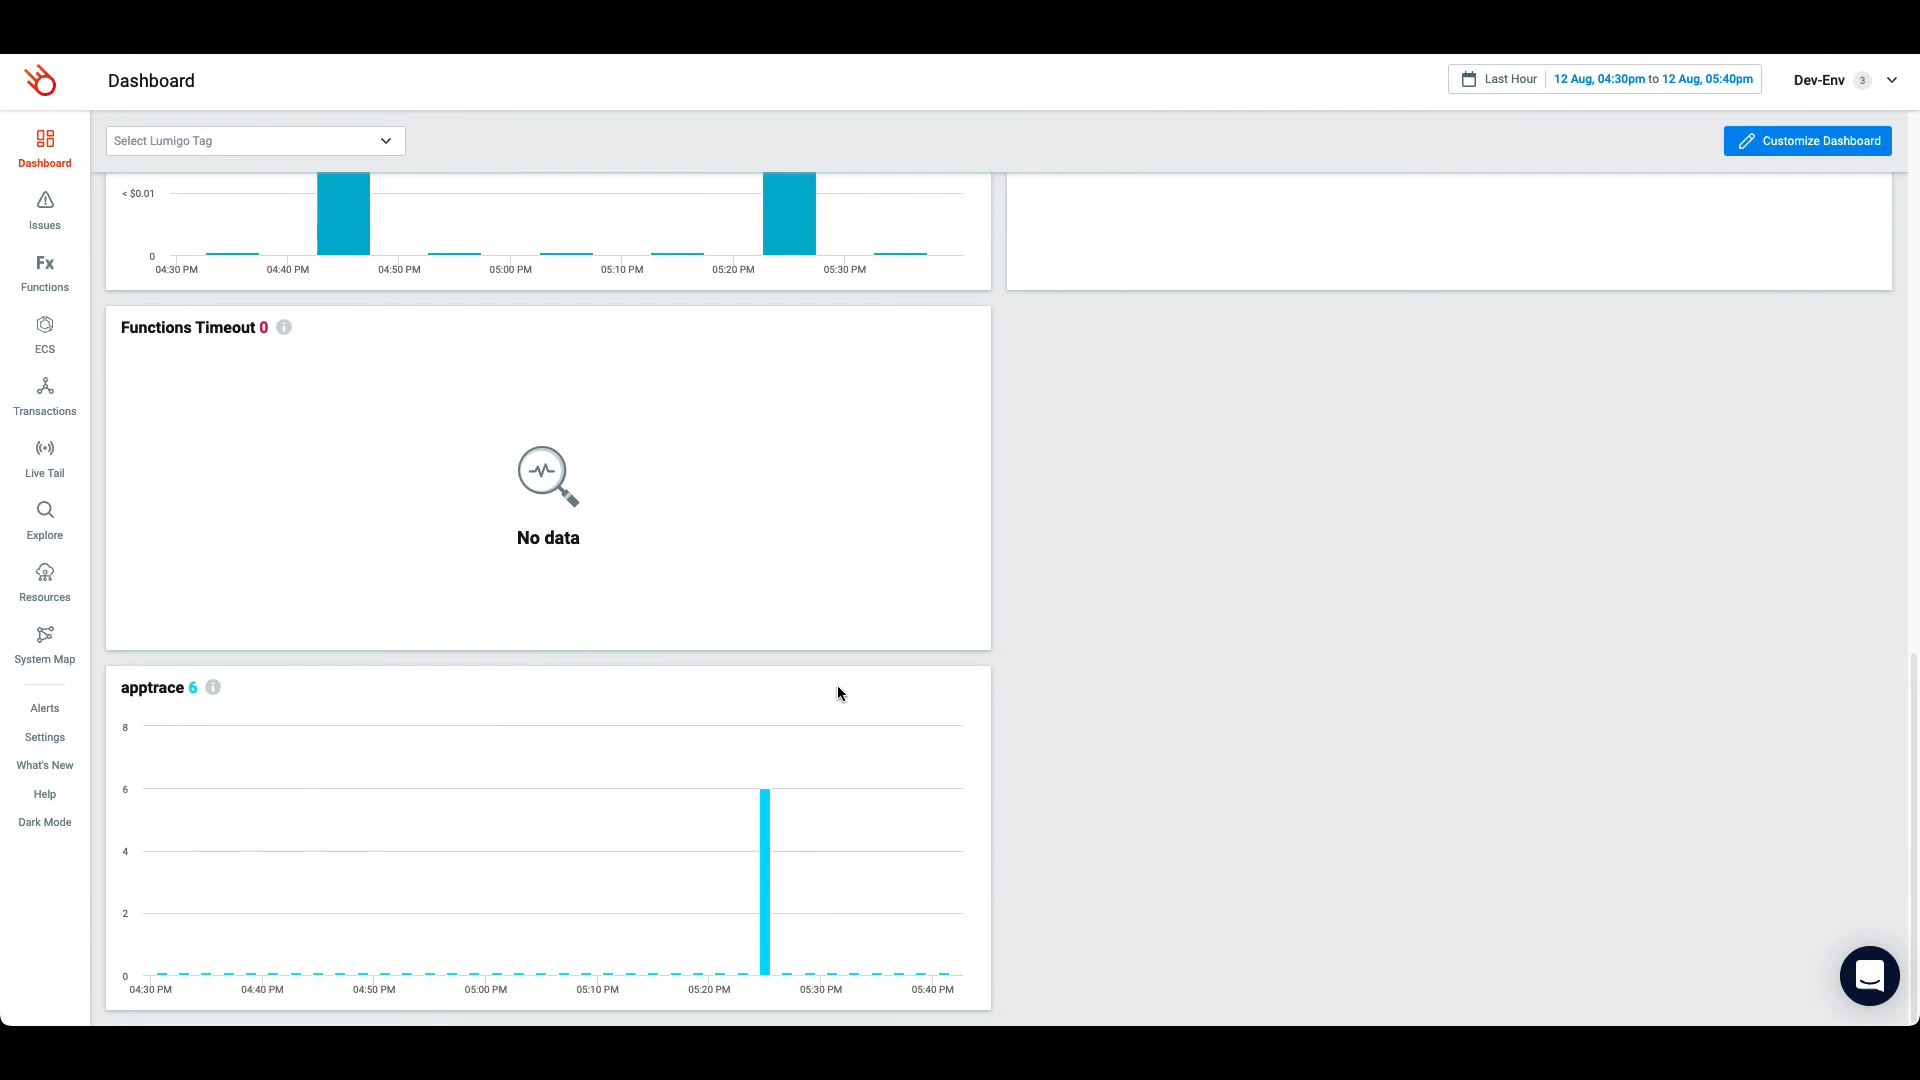 Dashboard
Last Hour
12 Aug, 04:30pm to 12 Aug, 05:40pm
Dev-Env 3
Select Lumigo Tag
Customize Dashboard
Dashboard
Issues
Fx
Functions
ECS
Transactions
Live Tail
Explore
Resources
System Map
Alerts
Settings
What's New
Help
Dark Mode
< $0.01
0
04:30 PM 04:40 PM 04:50 PM 05:00 PM 05:10 PM 05:20 PM 05:30 PM
Functions Timeout 0
No data
apptrace 6
8
6
4
2
0
04:30 PM 04:40 PM 04:50 PM 05:00 PM 05:10 PM 05:20 PM 05:30 PM 05:40 PM